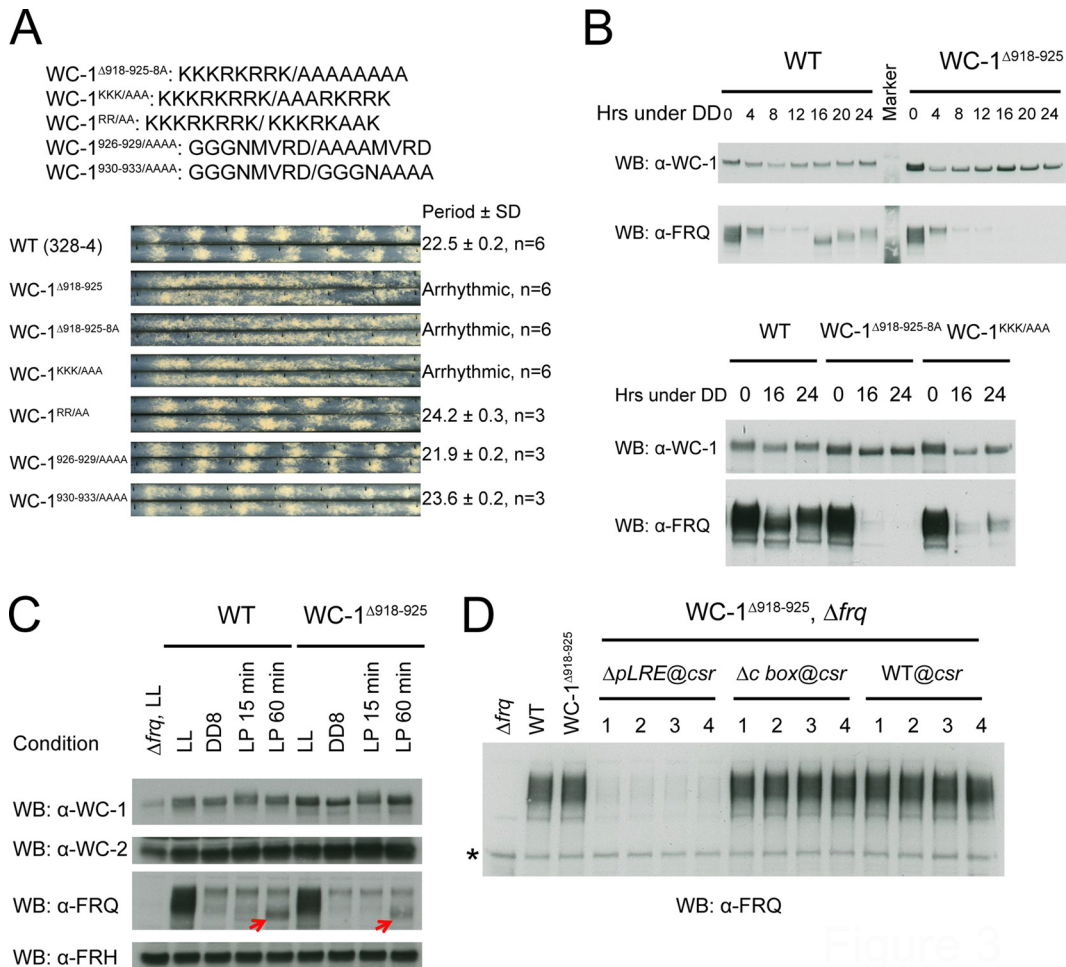 A
WC-1Δ918-925-8A: KKKRKRRK/AAAAAAAA
WC-1KKK/AAA: KKKRKRRK/AAARKRRK
WC-1RR/AA: KKKRKRRK/ KKKRKAAK
WC-1926-929/AAAA: GGGNMVRD/AAAAMVRD
WC-1930-933/AAAA: GGGNMVRD/GGGNAAAA
Period ± SD
WT (328-4) 22.5 ± 0.2, n=6
WC-1Δ918-925 Arrhythmic, n=6
WC-1Δ918-925-8A Arrhythmic, n=6
WC-1KKK/AAA Arrhythmic, n=6
WC-1RR/AA 24.2 ± 0.3, n=3
WC-1926-929/AAAA 21.9 ± 0.2, n=3
WC-1930-933/AAAA 23.6 ± 0.2, n=3
B
WT Marker WC-1Δ918-925
Hrs under DD 0 4 8 12 16 20 24 0 4 8 12 16 20 24
WB: α-WC-1
WB: α-FRQ
WT WC-1Δ918-925-8A WC-1KKK/AAA
Hrs under DD 0 16 24 0 16 24 0 16 24
WB: α-WC-1
WB: α-FRQ
C
WT WC-1Δ918-925
Condition Δfrq, LL LL DD8 LP 15 min LP 60 min LL DD8 LP 15 min LP 60 min
WB: α-WC-1
WB: α-WC-2
WB: α-FRQ
WB: α-FRH
D
WC-1Δ918-925, Δfrq
Δfrq WT WC-1Δ918-925 ΔpLRE@csr Δc box@csr WT@csr
1 2 3 4 1 2 3 4 1 2 3 4
*
WB: α-FRQ
Figure 3